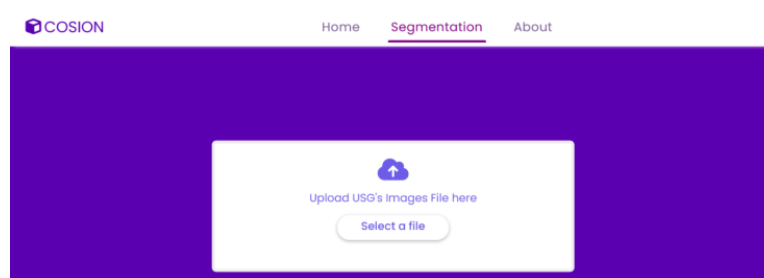 COSION
Home Segmentation About
Upload USG's Images File here
Select a file